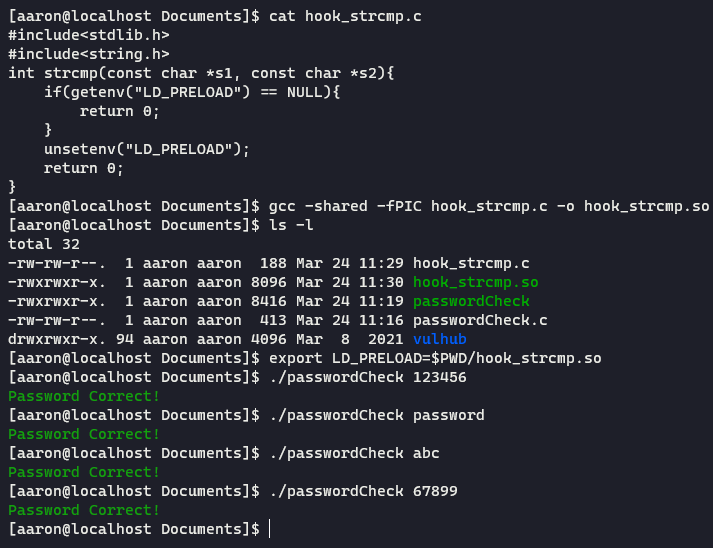 [aaron@localhost Documents]$ cat hook_strcmp.c
#include<stdlib.h>
#include<string.h>
int strcmp(const char *s1, const char *s2){
    if(getenv("LD_PRELOAD") == NULL){
        return 0;
    }
    unsetenv("LD_PRELOAD");
    return 0;
}
[aaron@localhost Documents]$ gcc -shared -fPIC hook_strcmp.c -o hook_strcmp.so
[aaron@localhost Documents]$ ls -l
total 32
-rw-rw-r--.  1 aaron aaron  188 Mar 24 11:29 hook_strcmp.c
-rwxrwxr-x.  1 aaron aaron 8096 Mar 24 11:30 hook_strcmp.so
-rwxrwxr-x.  1 aaron aaron 8416 Mar 24 11:19 passwordCheck
-rw-rw-r--.  1 aaron aaron  413 Mar 24 11:16 passwordCheck.c
drwxrwxr-x. 94 aaron aaron 4096 Mar  8  2021 vulhub
[aaron@localhost Documents]$ export LD_PRELOAD=$PWD/hook_strcmp.so
[aaron@localhost Documents]$ ./passwordCheck 123456
Password Correct!
[aaron@localhost Documents]$ ./passwordCheck password
Password Correct!
[aaron@localhost Documents]$ ./passwordCheck abc
Password Correct!
[aaron@localhost Documents]$ ./passwordCheck 67899
Password Correct!
[aaron@localhost Documents]$